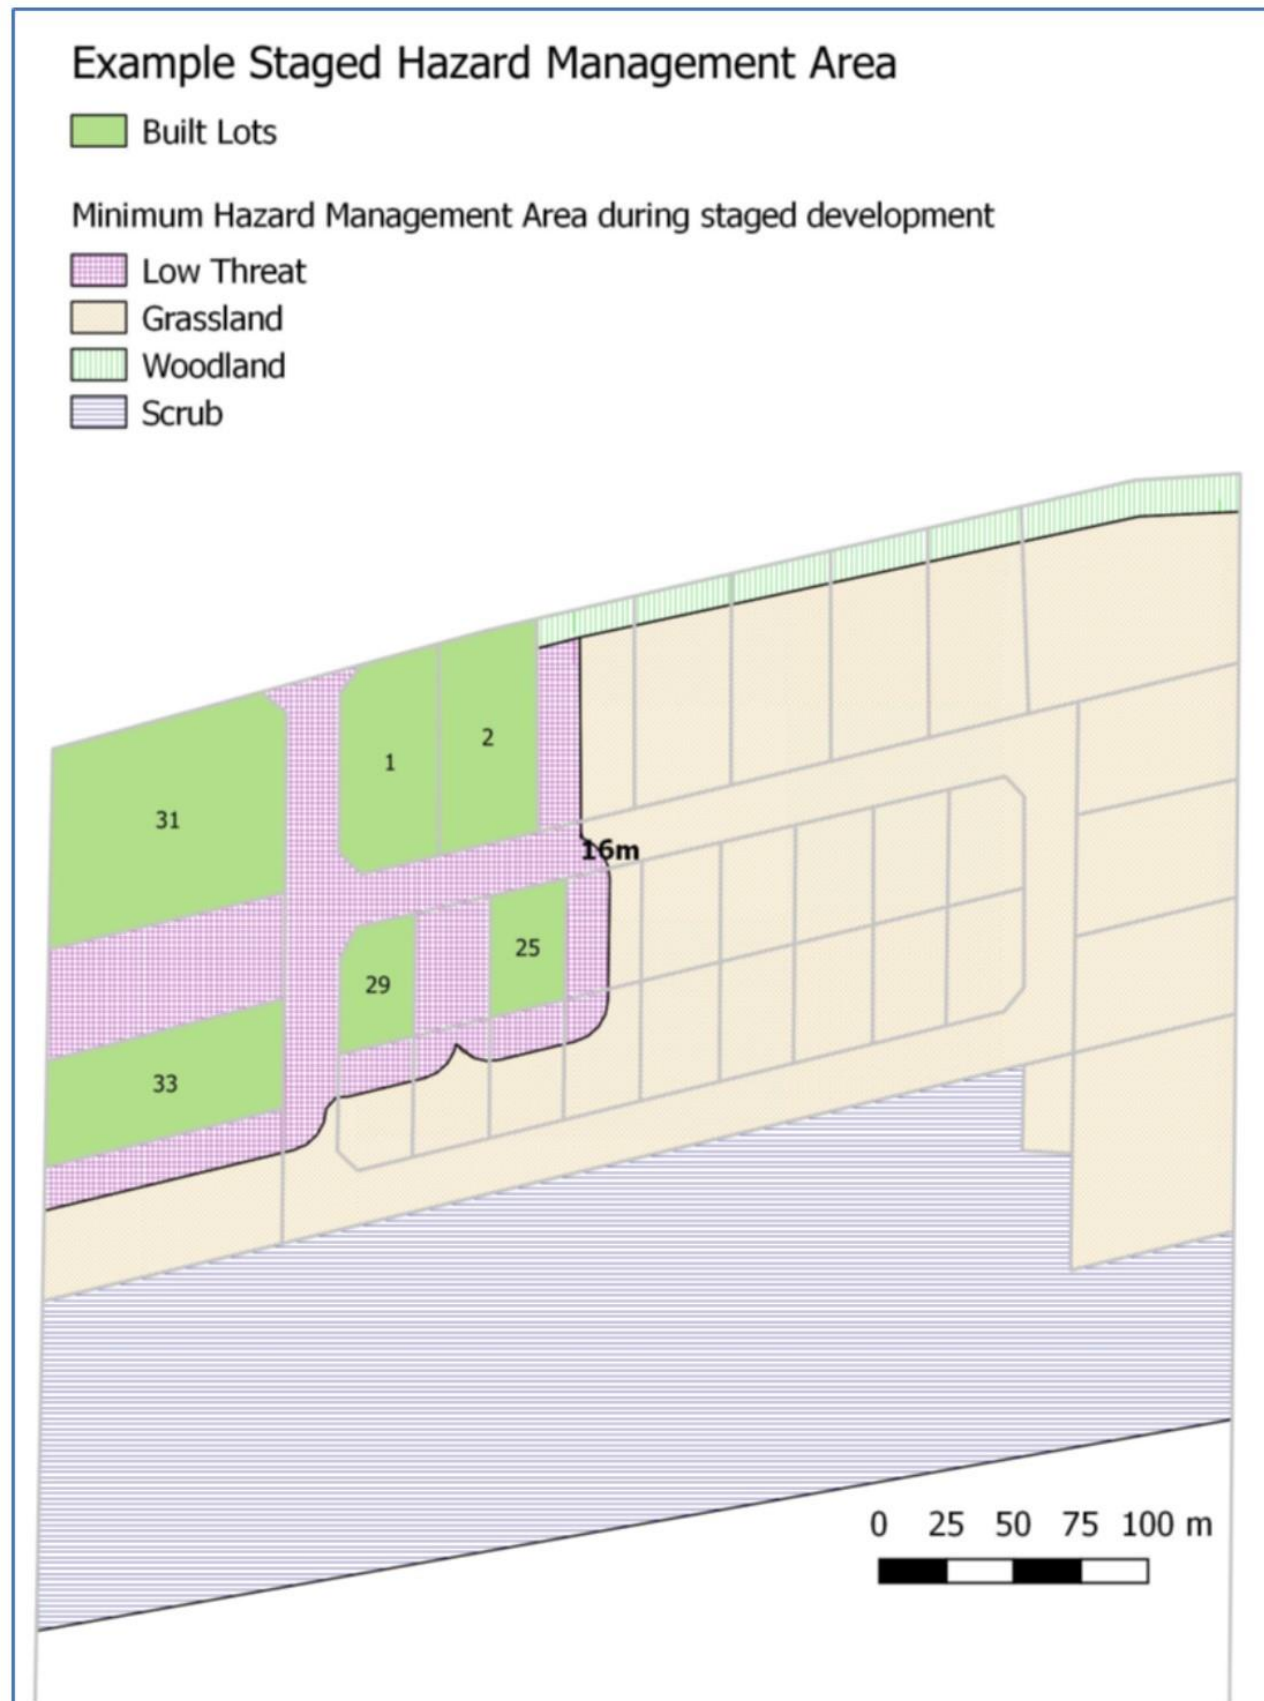 Example Staged Hazard Management Area
Built Lots
Minimum Hazard Management Area during staged development
Low Threat
Grassland
Woodland
Scrub
2
1
31
16m
25
29
33
0 25 50 75 100 m